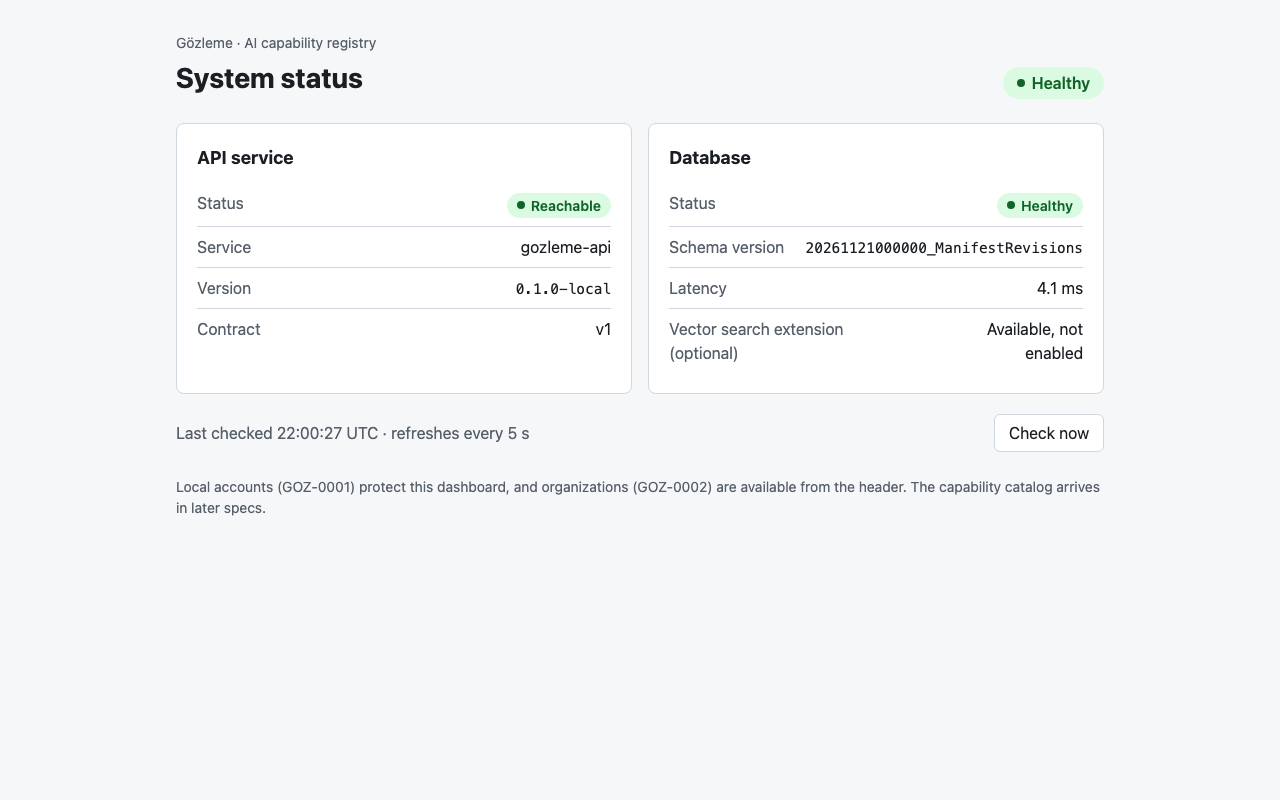 Gözleme · AI capability registry
System status
Healthy
API service
Status Reachable
Service gozleme-api
Version 0.1.0-local
Contract v1
Database
Status Healthy
Schema version 20261121000000_ManifestRevisions
Latency 4.1 ms
Vector search extension (optional) Available, not enabled
Last checked 22:00:27 UTC · refreshes every 5 s
Check now
Local accounts (GOZ-0001) protect this dashboard, and organizations (GOZ-0002) are available from the header. The capability catalog arrives
in later specs.